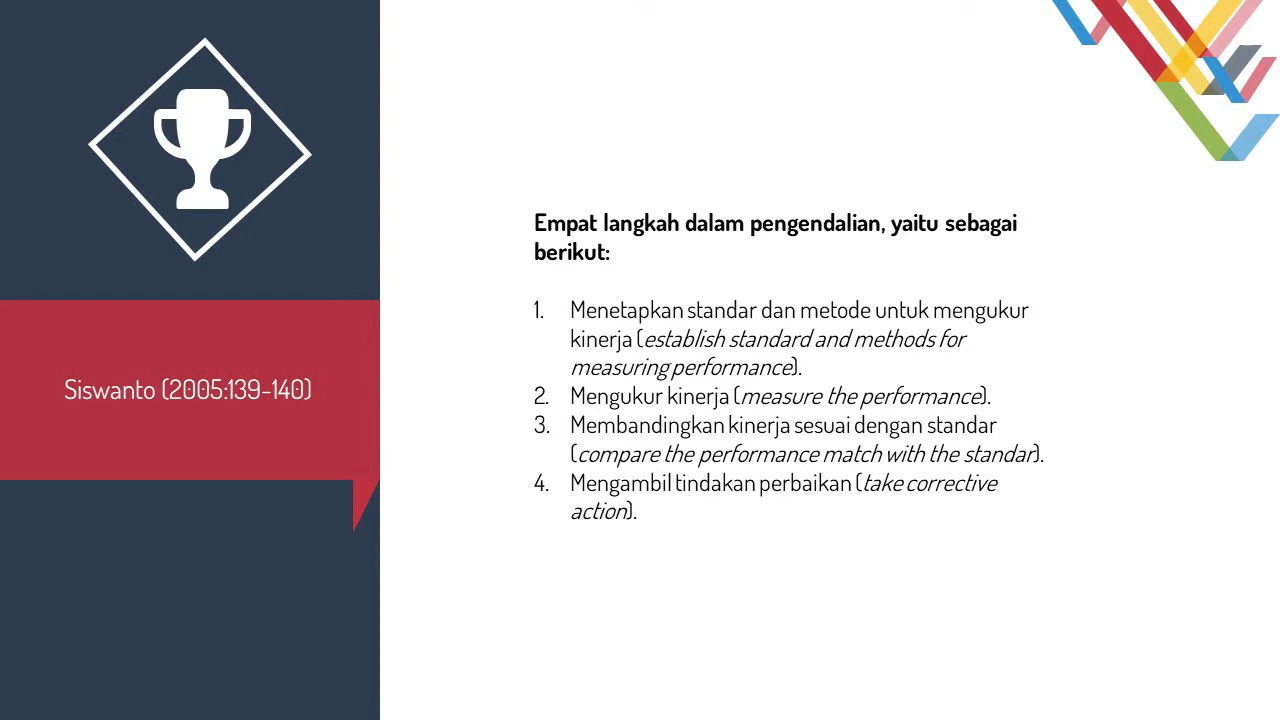 Siswanto (2005:139-140)
Empat langkah dalam pengendalian, yaitu sebagai
berikut:
1. Menetapkan standar dan metode untuk mengukur
kinerja (establish standard and methods for
measuring performance).
2. Mengukur kinerja (measure the performance).
3. Membandingkan kinerja sesuai dengan standar
(compare the performance match with the standar).
4. Mengambil tindakan perbaikan (take corrective
action).